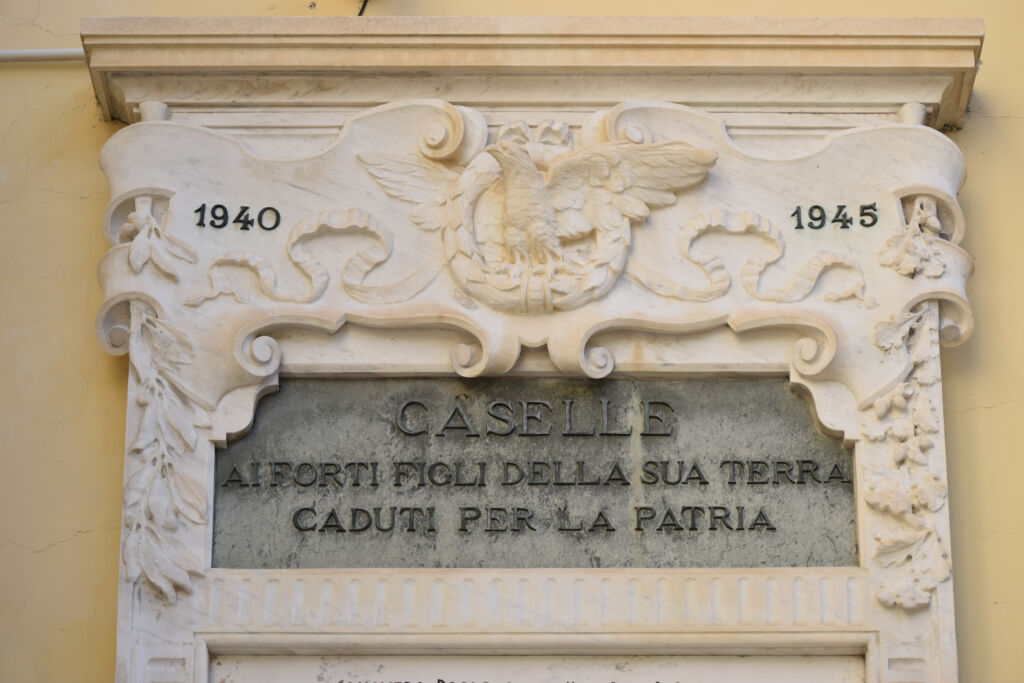 1940 1945
CASELLE
AI FORTI FIGLI DELLA SUA TERRA
CADUTI PER LA PATRIA